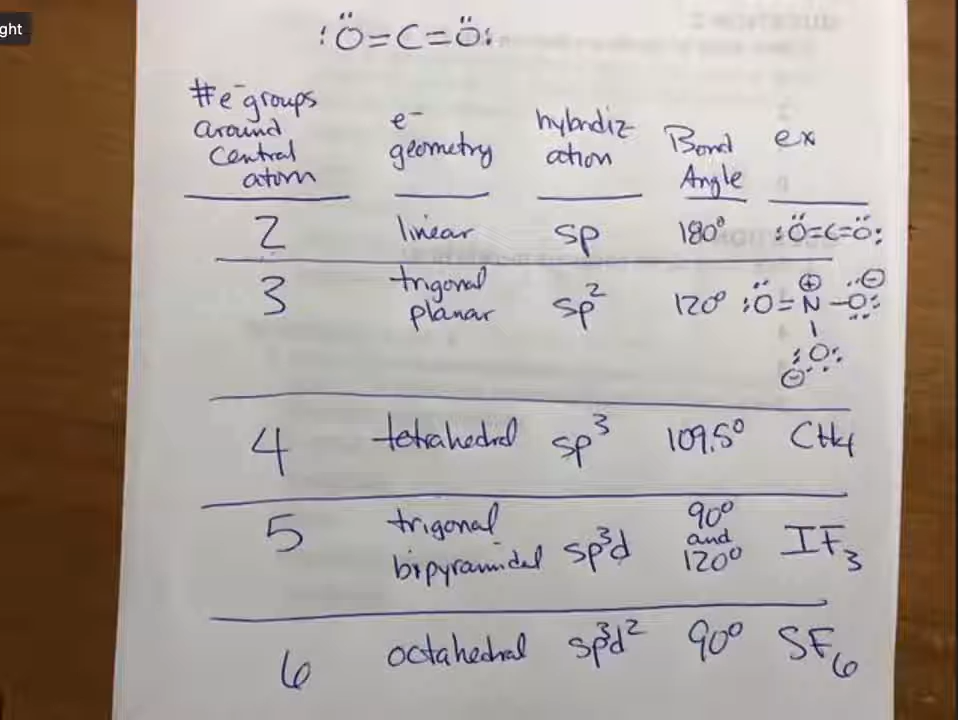 ght
:Ö=C=Ö:
#e⁻groups around central atom
e⁻ geometry
hybridiz ation
Bond Angle
ex
2 linear sp 180° :Ö=C=Ö:
3 trigonal planar sp² 120° :Ö=N–O: ⊕ ⊖
:O: ⊖
4 tetrahedral sp³ 109.5° CH₄
5 trigonal bipyramidal sp³d 90° and 120° IF₃
6 octahedral sp³d² 90° SF₆